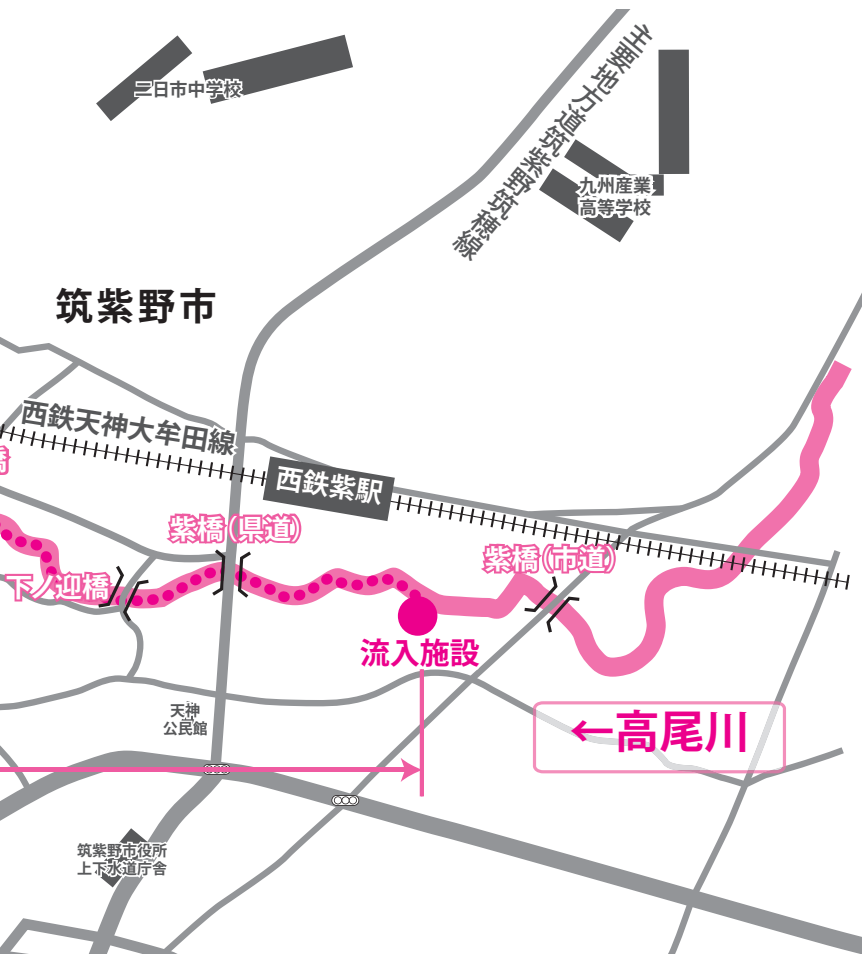 二日市中学校
主要地方道筑紫野筑穂線
九州産業
高等学校
筑紫野市
西鉄天神大牟田線
橋
西鉄紫駅
紫橋(県道)
紫橋(市道)
下ノ迎橋
流入施設
天神
公民館
←高尾川
筑紫野市役所
上下水道庁舎